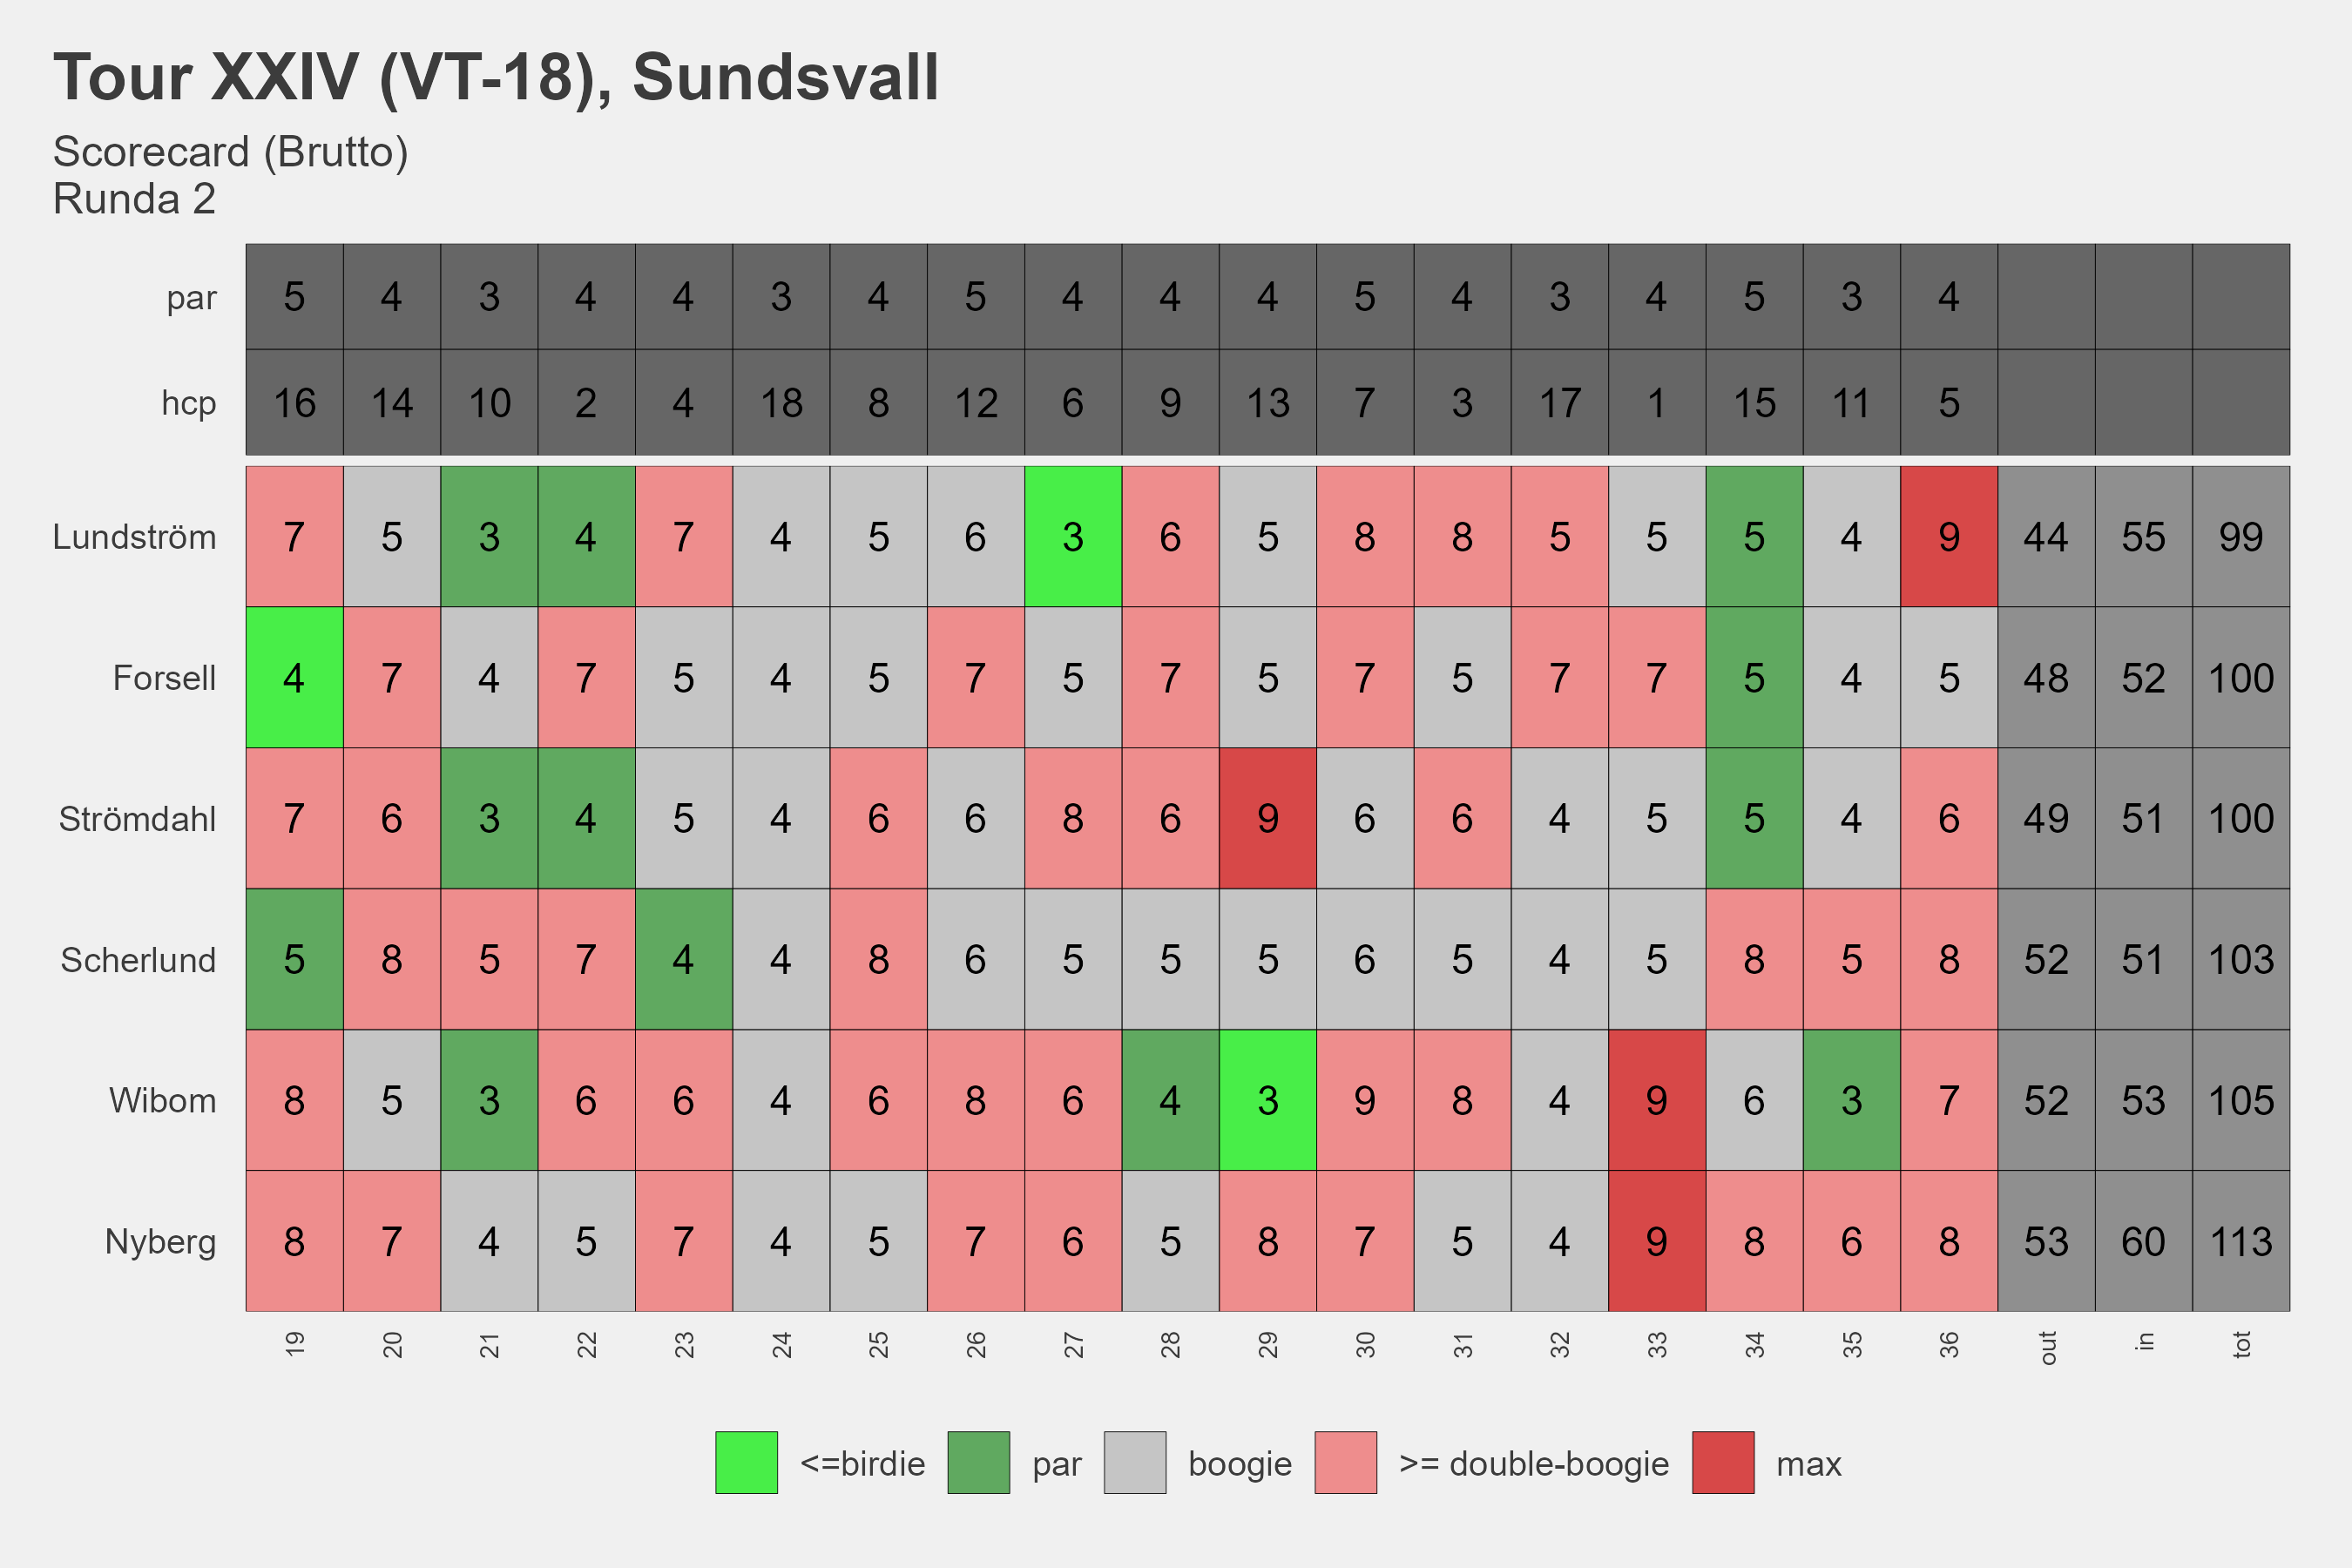 Tour XXIV (VT-18), Sundsvall
Scorecard (Brutto)
Runda 2
par 5 4 3 4 4 3 4 5 4 4 4 5 4 3 4 5 3 4
hcp 16 14 10 2 4 18 8 12 6 9 13 7 3 17 1 15 11 5
Lundström 7 5 3 4 7 4 5 6 3 6 5 8 8 5 5 5 4 9 44 55 99
Forsell 4 7 4 7 5 4 5 7 5 7 5 7 5 7 7 5 4 5 48 52 100
Strömdahl 7 6 3 4 5 4 6 6 8 6 9 6 6 4 5 5 4 6 49 51 100
Scherlund 5 8 5 7 4 4 8 6 5 5 5 6 5 4 5 8 5 8 52 51 103
Wibom 8 5 3 6 6 4 6 8 6 4 3 9 8 4 9 6 3 7 52 53 105
Nyberg 8 7 4 5 7 4 5 7 6 5 8 7 5 4 9 8 6 8 53 60 113
19 20 21 22 23 24 25 26 27 28 29 30 31 32 33 34 35 36 out in tot
<=birdie par boogie >= double-boogie max